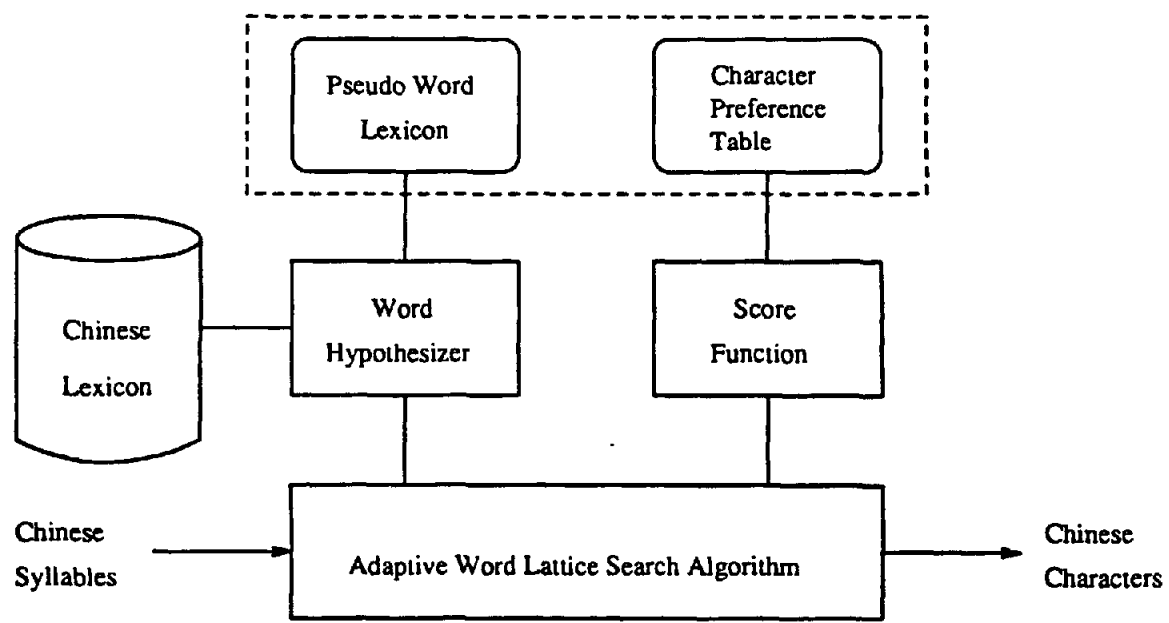 Pseudo Word
Lexicon
Character
Preference
Table
Chinese
Lexicon
Word
Hypothesizer
Score
Function
Chinese
Syllables
Adaptive Word Lattice Search Algorithm
Chinese
Characters